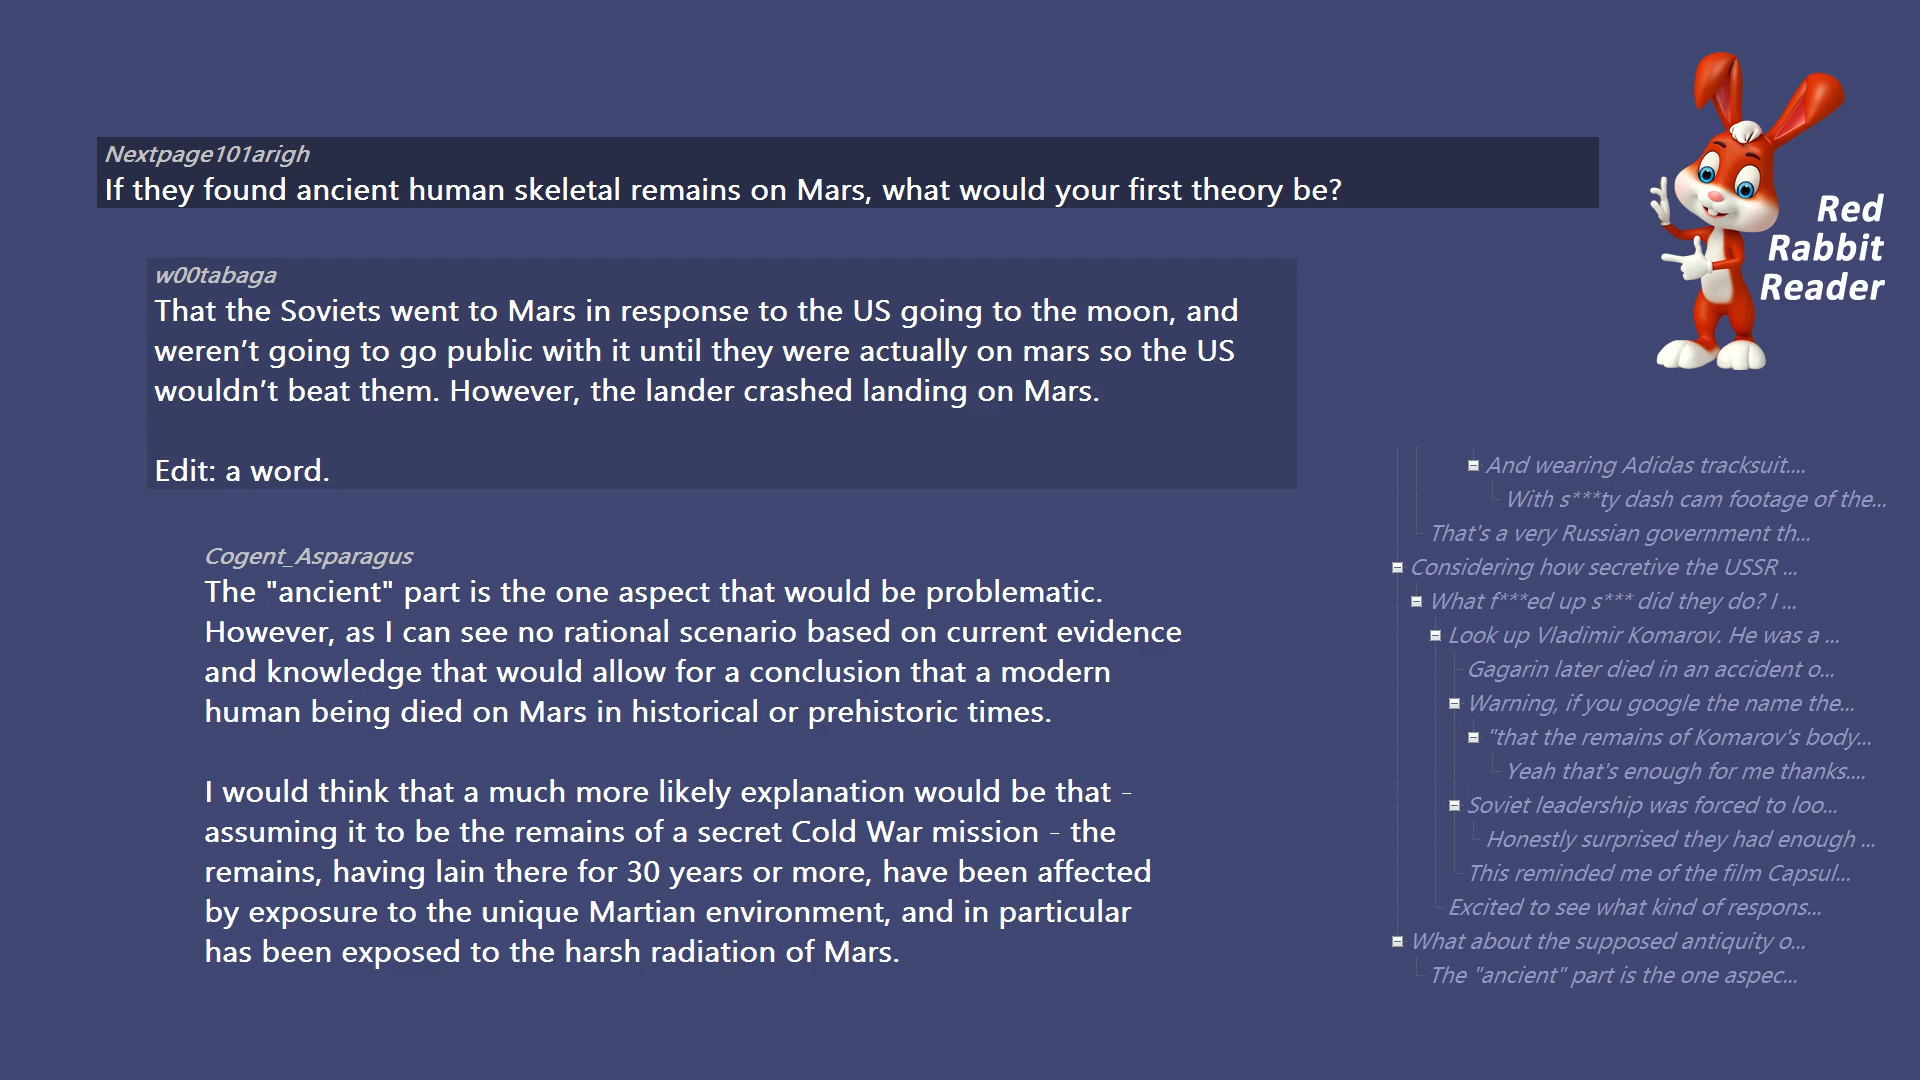 Nextpage101arigh
If they found ancient human skeletal remains on Mars, what would your first theory be?
w00tabaga
That the Soviets went to Mars in response to the US going to the moon, and
weren’t going to go public with it until they were actually on mars so the US
wouldn’t beat them. However, the lander crashed landing on Mars.
Edit: a word.
Cogent_Asparagus
The "ancient" part is the one aspect that would be problematic.
However, as I can see no rational scenario based on current evidence
and knowledge that would allow for a conclusion that a modern
human being died on Mars in historical or prehistoric times.
I would think that a much more likely explanation would be that -
assuming it to be the remains of a secret Cold War mission - the
remains, having lain there for 30 years or more, have been affected
by exposure to the unique Martian environment, and in particular
has been exposed to the harsh radiation of Mars.
Red
Rabbit
Reader
And wearing Adidas tracksuit....
With s***ty dash cam footage of the...
That's a very Russian government th...
Considering how secretive the USSR ...
What f***ed up s*** did they do? I ...
Look up Vladimir Komarov. He was a ...
Gagarin later died in an accident o...
Warning, if you google the name the...
"that the remains of Komarov's body...
Yeah that's enough for me thanks....
Soviet leadership was forced to loo...
Honestly surprised they had enough ...
This reminded me of the film Capsul...
Excited to see what kind of respons...
What about the supposed antiquity o...
The "ancient" part is the one aspec...